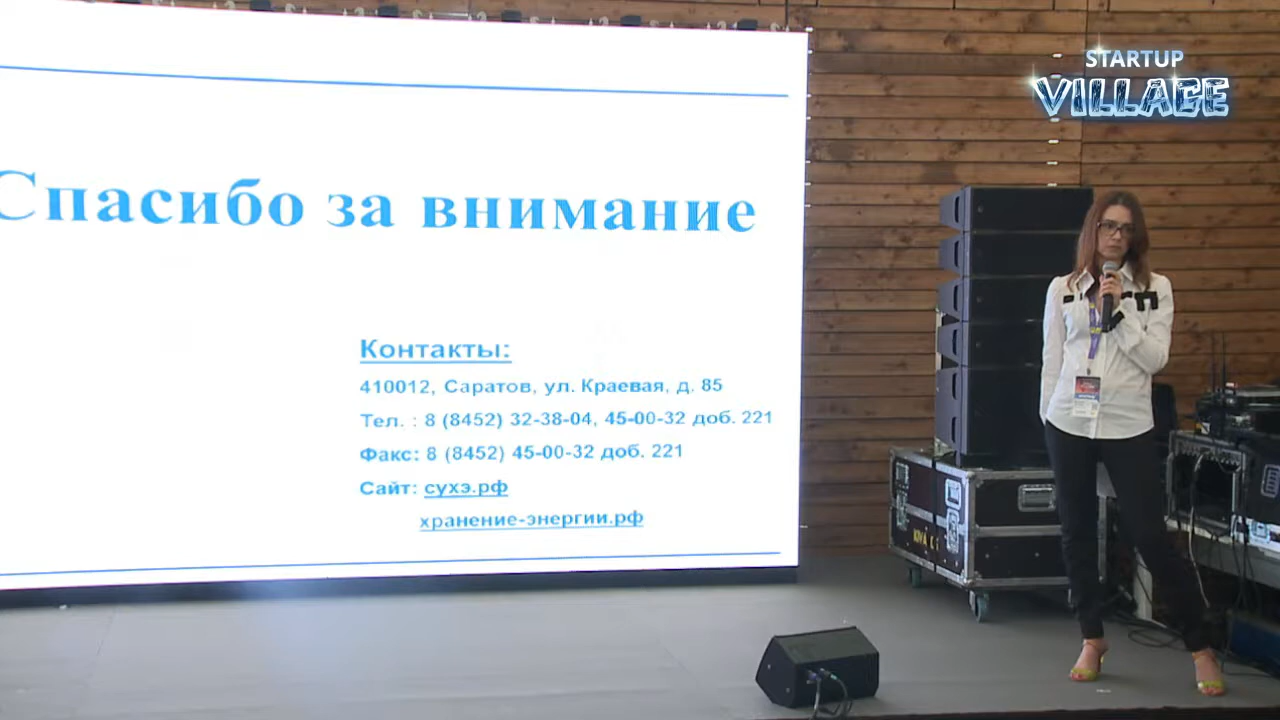 STARTUP
VILLAGE
Спасибо за внимание
Контакты:
410012, Саратов, ул. Краевая, д. 85
Тел. : 8 (8452) 32-38-04, 45-00-32 доб. 221
Факс: 8 (8452) 45-00-32 доб. 221
Сайт: сухэ.рф
хранение-энергии.рф